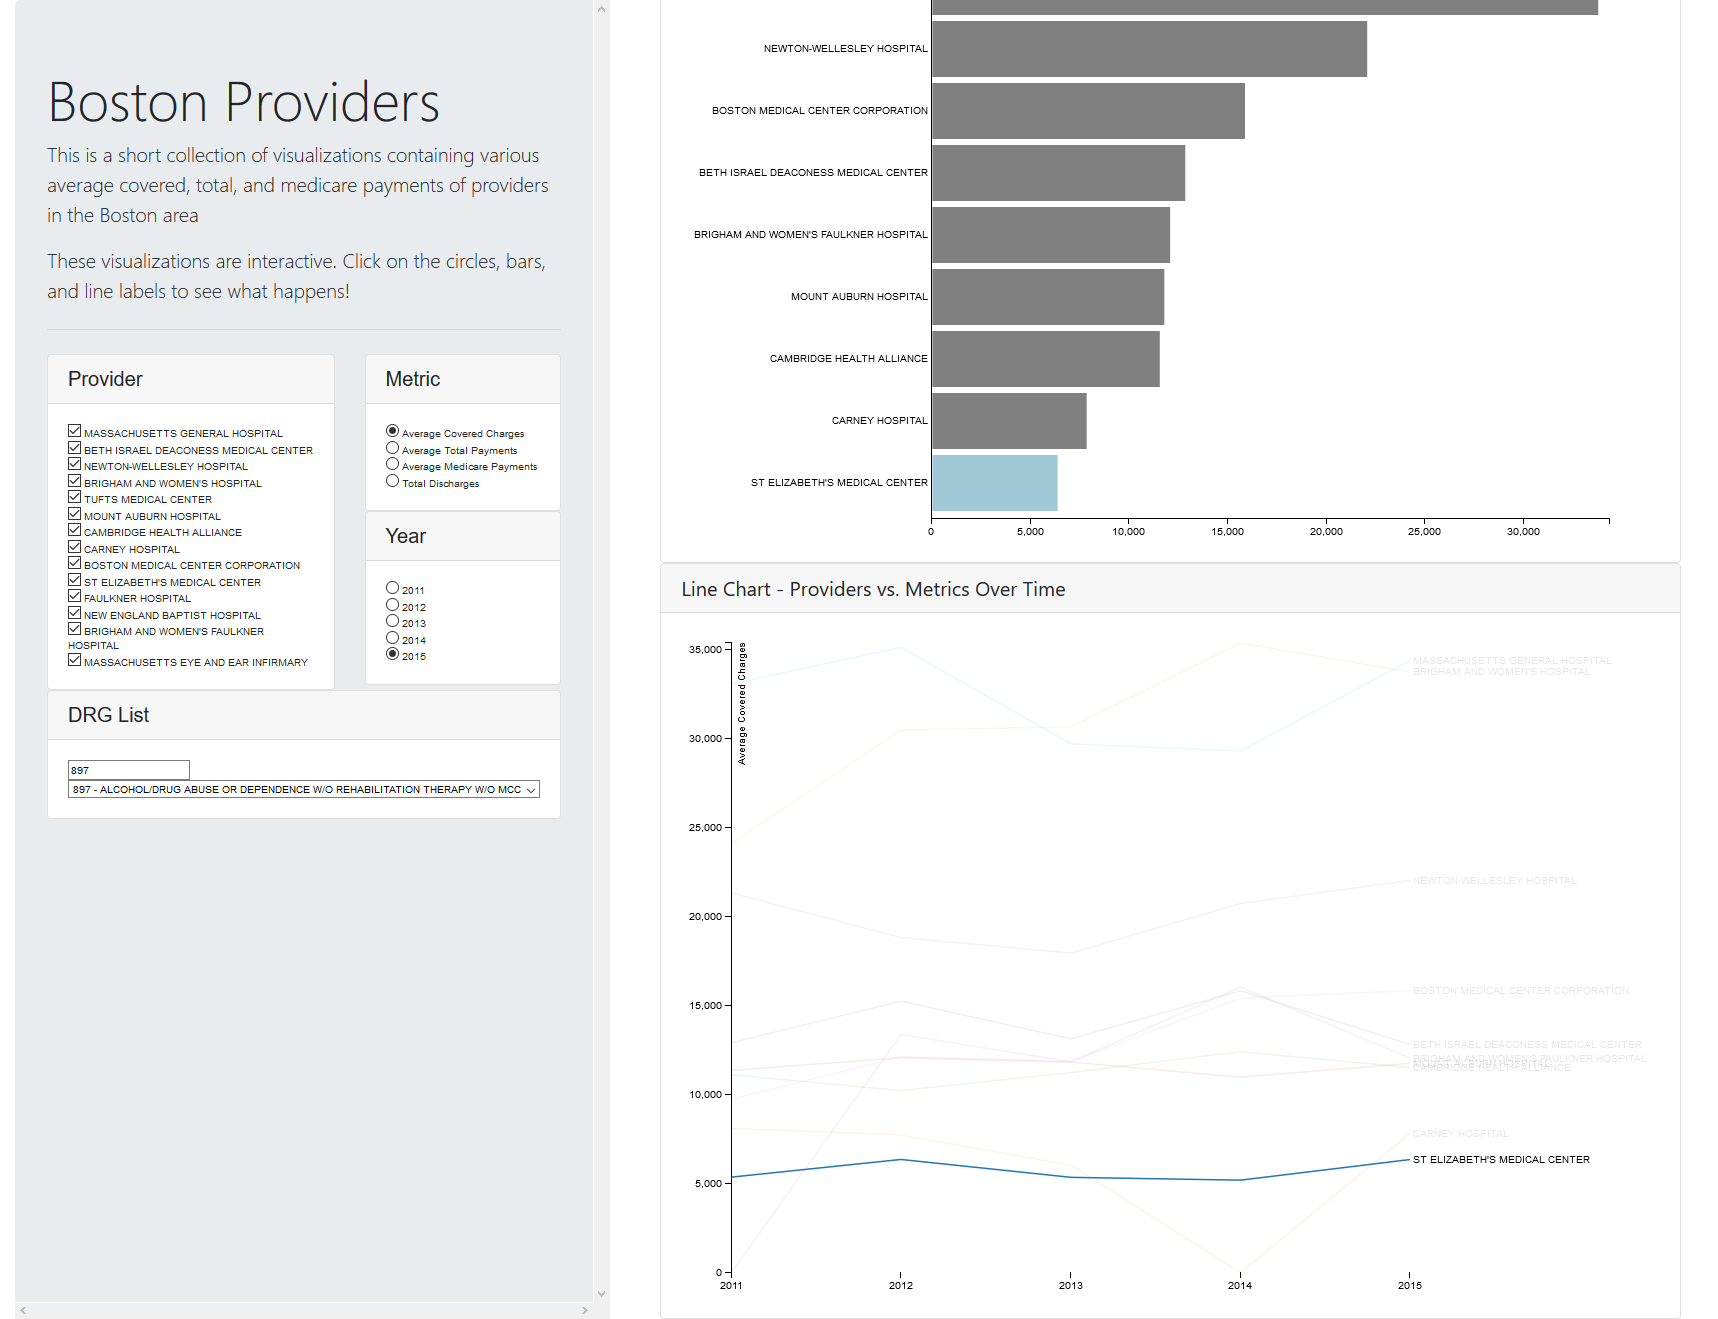 Boston Providers
This is a short collection of visualizations containing various
average covered, total, and medicare payments of providers
in the Boston area
These visualizations are interactive. Click on the circles, bars,
and line labels to see what happens!
Provider
MASSACHUSETTS GENERAL HOSPITAL
BETH ISRAEL DEACONESS MEDICAL CENTER
NEWTON-WELLESLEY HOSPITAL
BRIGHAM AND WOMEN'S HOSPITAL
TUFTS MEDICAL CENTER
MOUNT AUBURN HOSPITAL
CAMBRIDGE HEALTH ALLIANCE
CARNEY HOSPITAL
BOSTON MEDICAL CENTER CORPORATION
ST ELIZABETH'S MEDICAL CENTER
FAULKNER HOSPITAL
NEW ENGLAND BAPTIST HOSPITAL
BRIGHAM AND WOMEN'S FAULKNER
HOSPITAL
MASSACHUSETTS EYE AND EAR INFIRMARY
Metric
Average Covered Charges
Average Total Payments
Average Medicare Payments
Total Discharges
Year
2011
2012
2013
2014
2015
DRG List
897
897 - ALCOHOL/DRUG ABUSE OR DEPENDENCE W/O REHABILITATION THERAPY W/O MCC
NEWTON-WELLESLEY HOSPITAL
BOSTON MEDICAL CENTER CORPORATION
BETH ISRAEL DEACONESS MEDICAL CENTER
BRIGHAM AND WOMEN'S FAULKNER HOSPITAL
MOUNT AUBURN HOSPITAL
CAMBRIDGE HEALTH ALLIANCE
CARNEY HOSPITAL
ST ELIZABETH'S MEDICAL CENTER
0 5,000 10,000 15,000 20,000 25,000 30,000
Line Chart - Providers vs. Metrics Over Time
Average Covered Charges
35,000
30,000
25,000
20,000
15,000
10,000
5,000
0
MASSACHUSETTS GENERAL HOSPITAL
BRIGHAM AND WOMEN'S HOSPITAL
NEWTON-WELLESLEY HOSPITAL
BOSTON MEDICAL CENTER CORPORATION
BETH ISRAEL DEACONESS MEDICAL CENTER
BRIGHAM AND WOMEN'S FAULKNER HOSPITAL
MOUNT AUBURN HOSPITAL
CAMBRIDGE HEALTH ALLIANCE
CARNEY HOSPITAL
ST ELIZABETH'S MEDICAL CENTER
2011 2012 2013 2014 2015